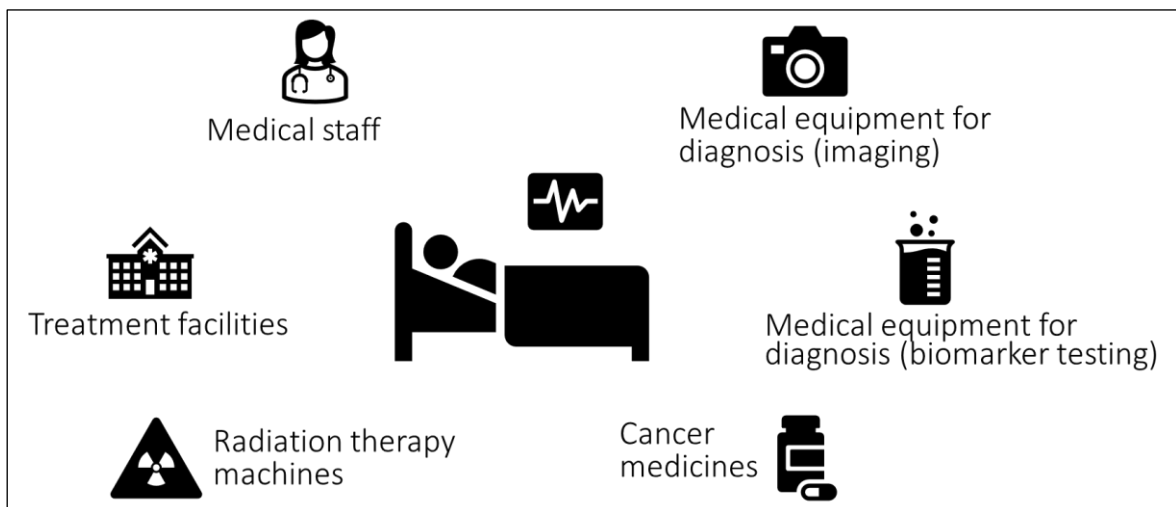 Medical staff
Medical equipment for
diagnosis (imaging)
Treatment facilities
Medical equipment for
diagnosis (biomarker testing)
Radiation therapy
machines
Cancer
medicines